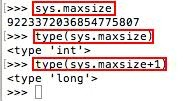 >>> sys.maxsize
9223372036854775807
>>> type(sys.maxsize)
<type 'int'>
>>> type(sys.maxsize+1)
<type 'long'>
>>>